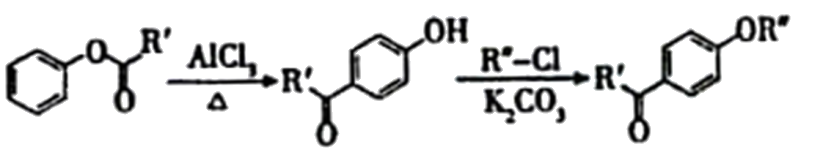 O R' AlCl₃ OH R''-Cl OR''
O △ R' K₂CO₃ R'
O O